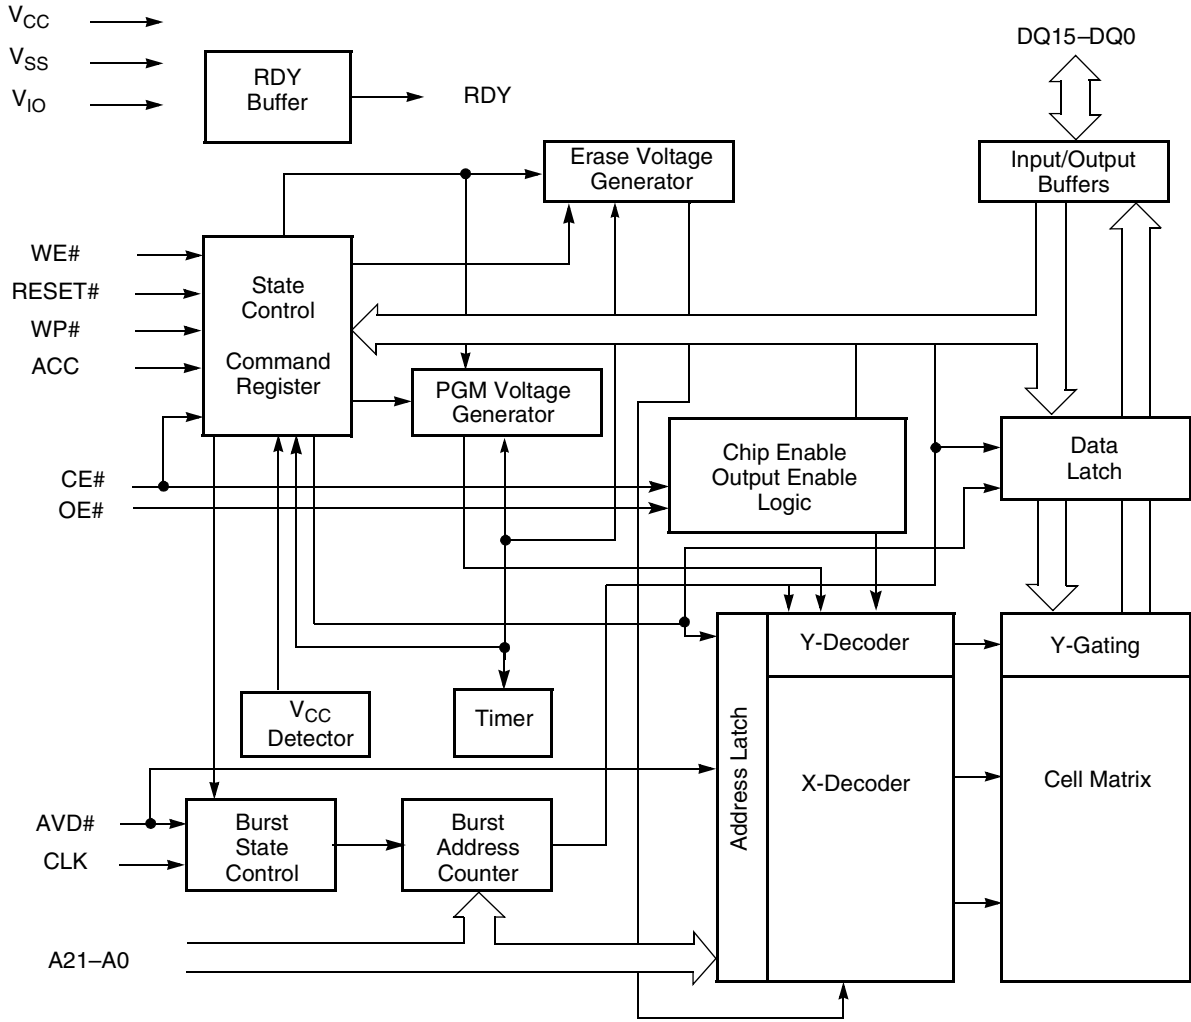 VCC
VSS
VIO
RDY
Buffer
RDY
DQ15–DQ0
Erase Voltage
Generator
Input/Output
Buffers
WE#
RESET#
WP#
ACC
CE#
OE#
State
Control
Command
Register
PGM Voltage
Generator
Chip Enable
Output Enable
Logic
Data
Latch
VCC
Detector
Timer
Address Latch
Y-Decoder
X-Decoder
Y-Gating
Cell Matrix
AVD#
CLK
Burst
State
Control
Burst
Address
Counter
A21–A0